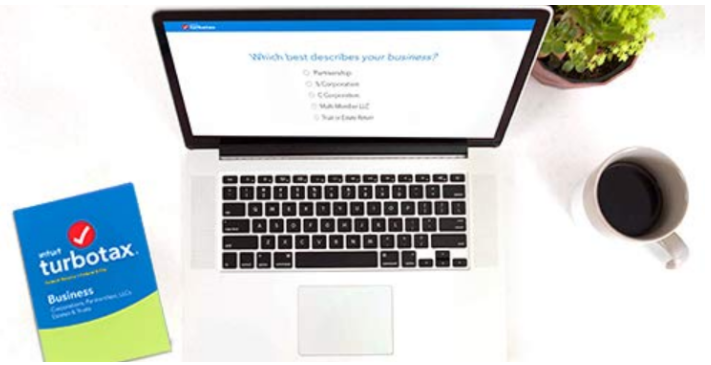 turbotax
Which best describes your business?
Partnership
S Corporation
C Corporation
Multi-Member LLC
Trust or Estate Return
intuit
turbotax.
Business
Corporations, Partnerships, LLCs
Estates & Trusts